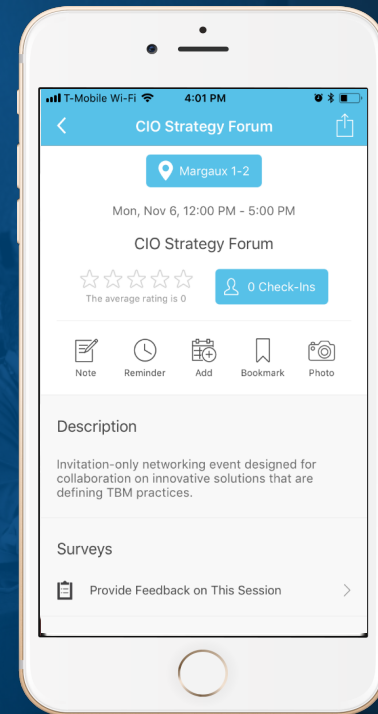 T-Mobile Wi-Fi 4:01 PM
CIO Strategy Forum
Margaux 1-2
Mon, Nov 6, 12:00 PM - 5:00 PM
CIO Strategy Forum
The average rating is 0
0 Check-Ins
Note Reminder Add Bookmark Photo
Description
Invitation-only networking event designed for
collaboration on innovative solutions that are
defining TBM practices.
Surveys
Provide Feedback on This Session